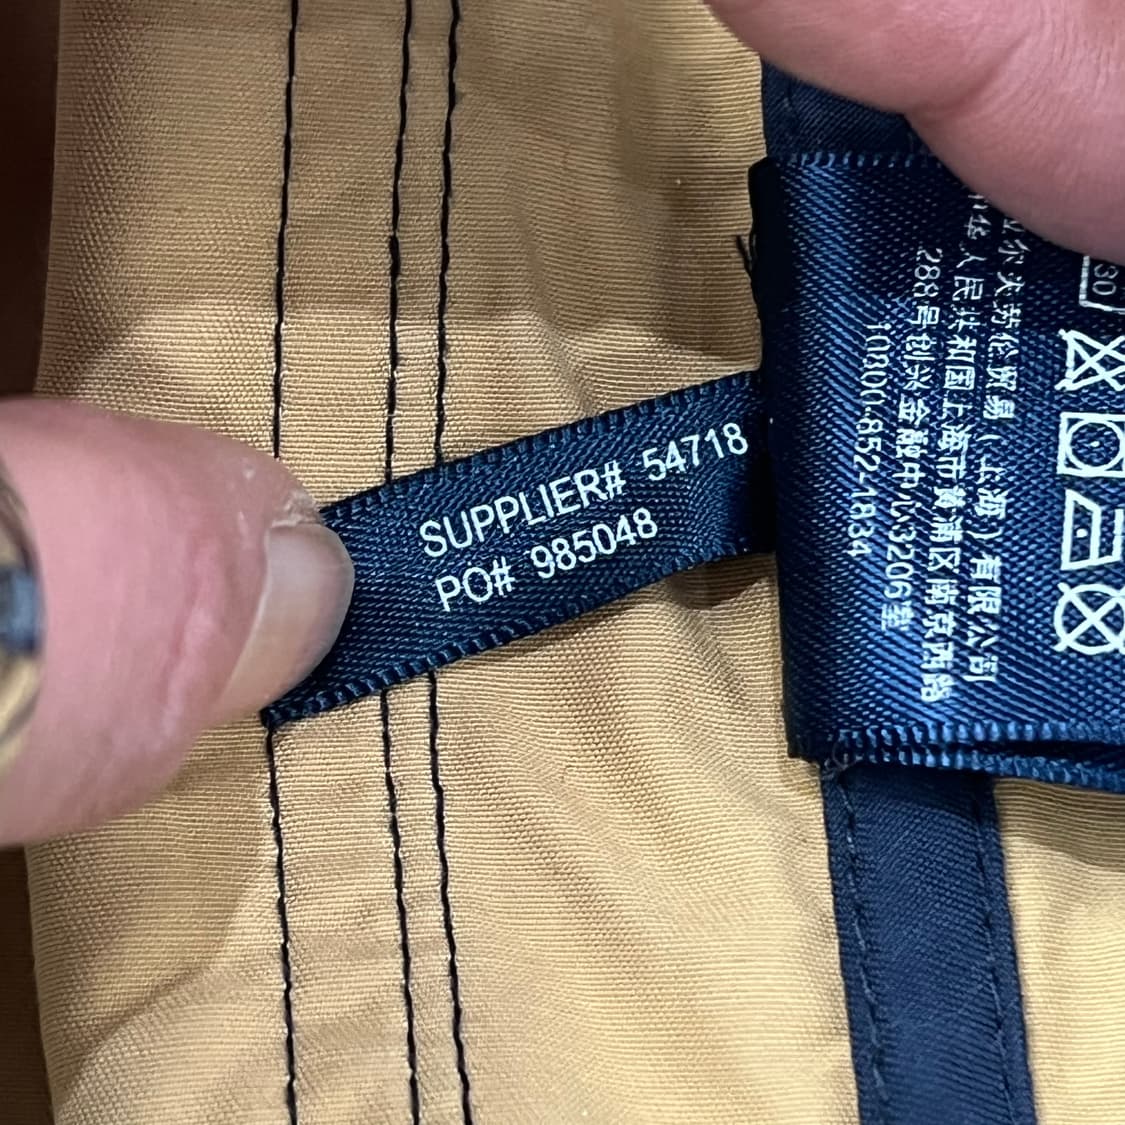 SUPPLIER# 54718
PO# 985048
30
尔夫劳伦贸易（上海）有限公司
中华人民共和国上海市黄浦区南京西路
288号创兴金融中心3206室
10800-852-1834